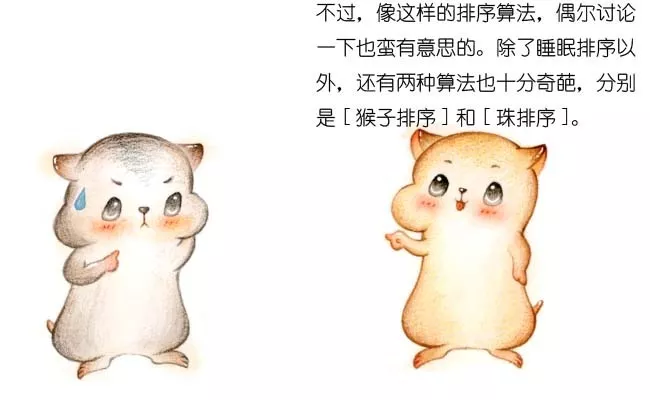 不过，像这样的排序算法，偶尔讨论
一下也蛮有意思的。除了睡眠排序以
外，还有两种算法也十分奇葩，分别
是 [ 猴子排序 ] 和 [ 珠排序 ]。